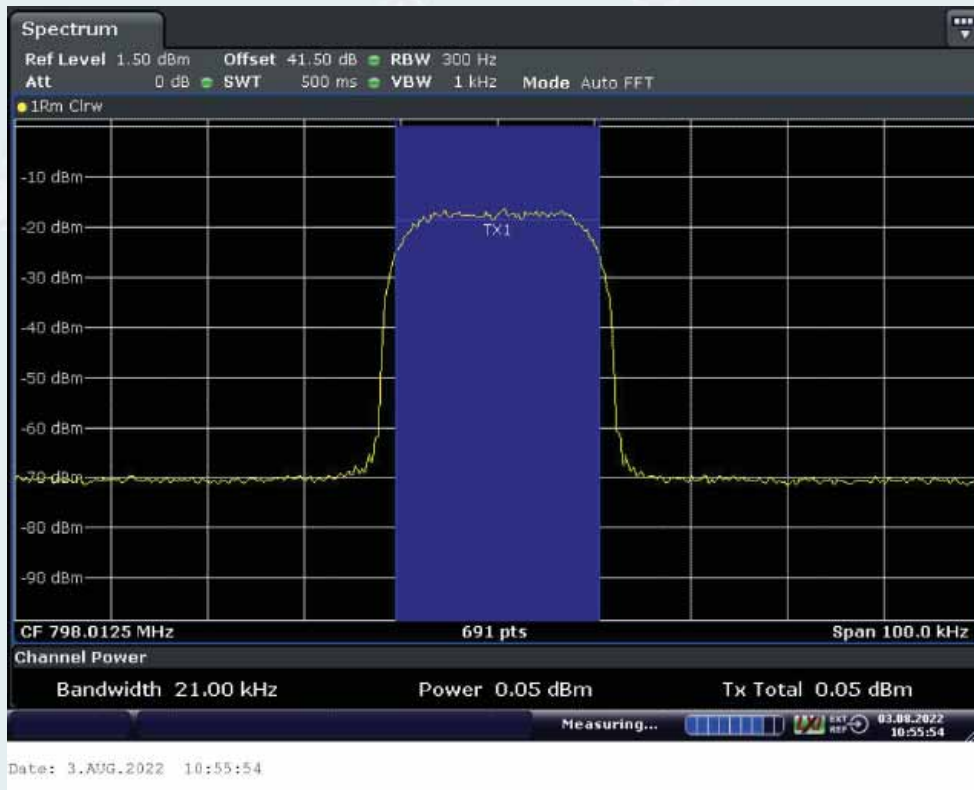 Spectrum
Ref Level 1.50 dBm Offset 41.50 dB RBW 300 Hz
Att 0 dB SWT 500 ms VBW 1 kHz Mode Auto FFT
1Rm Clrw
-10 dBm
-20 dBm
TX1
-30 dBm
-40 dBm
-50 dBm
-60 dBm
-70 dBm
-80 dBm
-90 dBm
CF 798.0125 MHz 691 pts Span 100.0 kHz
Channel Power
Bandwidth 21.00 kHz Power 0.05 dBm Tx Total 0.05 dBm
Measuring... LXI EXT REF 03.08.2022
10:55:54
Date: 3.AUG.2022 10:55:54